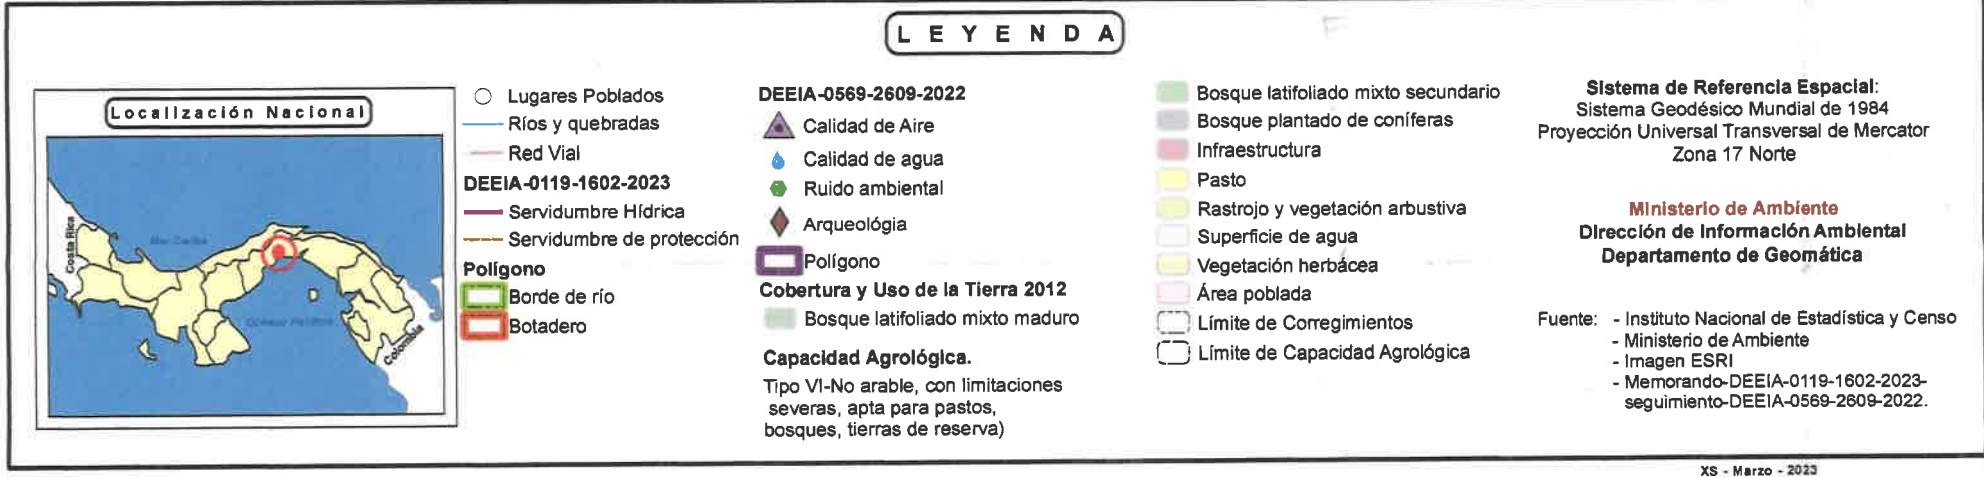 LEYENDA
Localización Nacional
Costa Rica
Mar Caribe
Océano Pacífico
Colombia
Lugares Poblados
Ríos y quebradas
Red Vial
DEEIA-0119-1602-2023
Servidumbre Hídrica
Servidumbre de protección
Polígono
Borde de río
Botadero
DEEIA-0569-2609-2022
Calidad de Aire
Calidad de agua
Ruido ambiental
Arqueológia
Polígono
Cobertura y Uso de la Tierra 2012
Bosque latifoliado mixto maduro
Capacidad Agrológica.
Tipo VI-No arable, con limitaciones
severas, apta para pastos,
bosques, tierras de reserva)
Bosque latifoliado mixto secundario
Bosque plantado de coníferas
Infraestructura
Pasto
Rastrojo y vegetación arbustiva
Superficie de agua
Vegetación herbácea
Área poblada
Límite de Corregimientos
Límite de Capacidad Agrológica
Sistema de Referencia Espacial:
Sistema Geodésico Mundial de 1984
Proyección Universal Transversal de Mercator
Zona 17 Norte
Ministerio de Ambiente
Dirección de Información Ambiental
Departamento de Geomática
Fuente: - Instituto Nacional de Estadística y Censo
- Ministerio de Ambiente
- Imagen ESRI
- Memorando-DEEIA-0119-1602-2023-
seguimiento-DEEIA-0569-2609-2022.
XS - Marzo - 2023